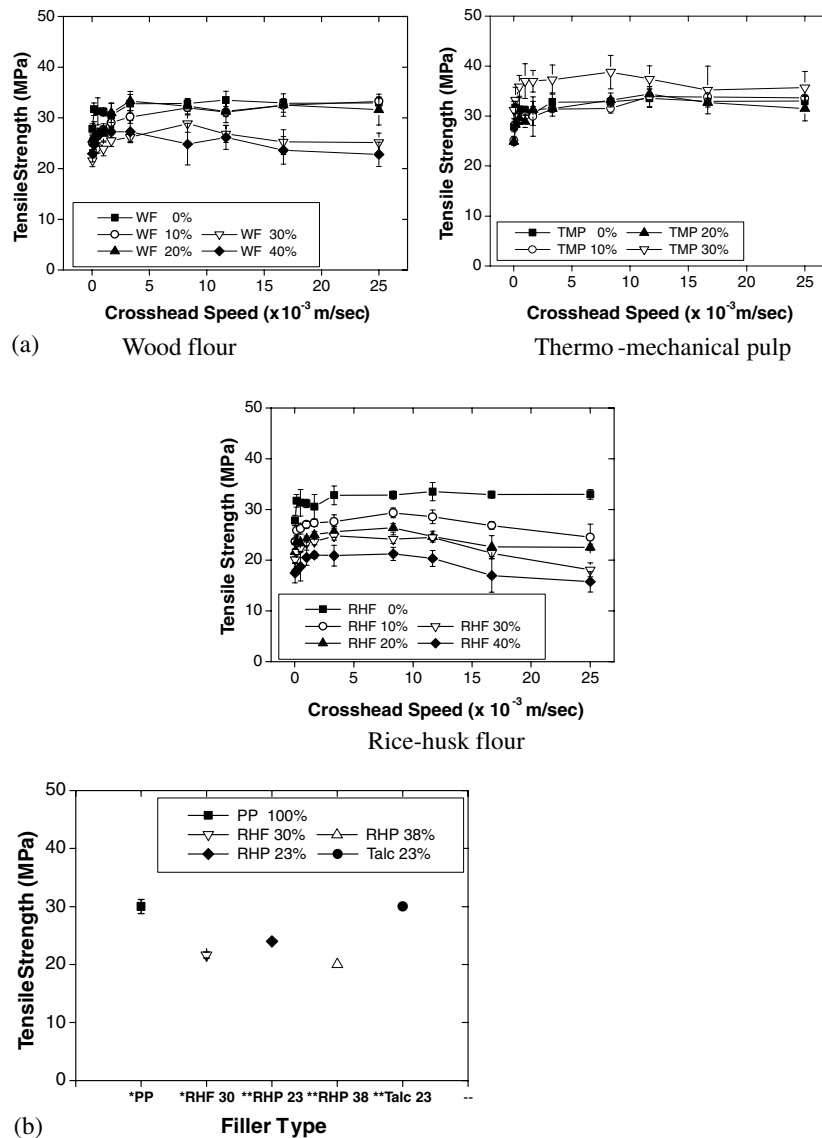 50
40
30
20
10
0
Tensile Strength (MPa)
WF 0%
WF 10% WF 30%
WF 20% WF 40%
0 5 10 15 20 25
Crosshead Speed (x10⁻³ m/sec)
50
40
30
20
10
0
Tensile Strength (MPa)
TMP 0% TMP 20%
TMP 10% TMP 30%
0 5 10 15 20 25
Crosshead Speed (x 10⁻³ m/sec)
(a) Wood flour Thermo-mechanical pulp
50
40
30
20
10
0
Tensile Strength (MPa)
RHF 0%
RHF 10% RHF 30%
RHF 20% RHF 40%
0 5 10 15 20 25
Crosshead Speed (x 10⁻³ m/sec)
Rice-husk flour
50
40
30
20
10
0
Tensile Strength (MPa)
PP 100%
RHF 30% RHP 38%
RHP 23% Talc 23%
*PP *RHF 30 **RHP 23 **RHP 38 **Talc 23 --
(b) Filler Type